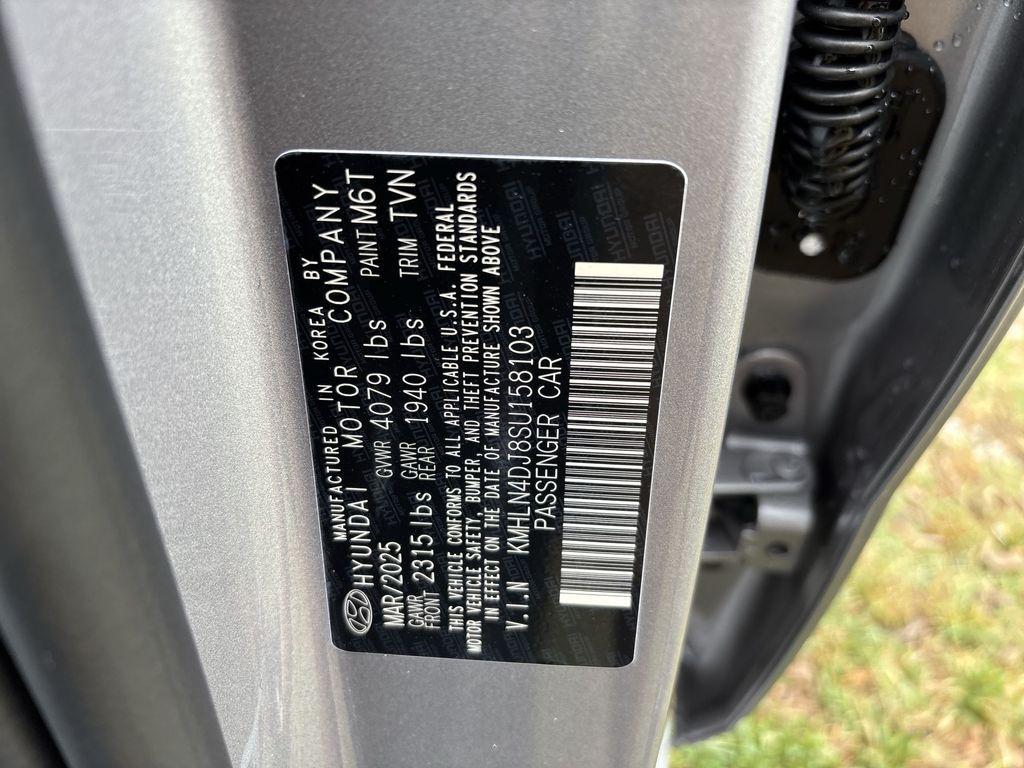 MANUFACTURED IN KOREA BY
HYUNDAI MOTOR COMPANY
MAR/2025 GVWR 4079 lbs PAINT M6T
GAWR FRONT 2315 lbs GAWR REAR 1940 lbs TRIM TVN
THIS VEHICLE CONFORMS TO ALL APPLICABLE U.S.A. FEDERAL
MOTOR VEHICLE SAFETY, BUMPER, AND THEFT PREVENTION STANDARDS
IN EFFECT ON THE DATE OF MANUFACTURE SHOWN ABOVE
V.I.N KMHLN4DJ8SU158103
PASSENGER CAR